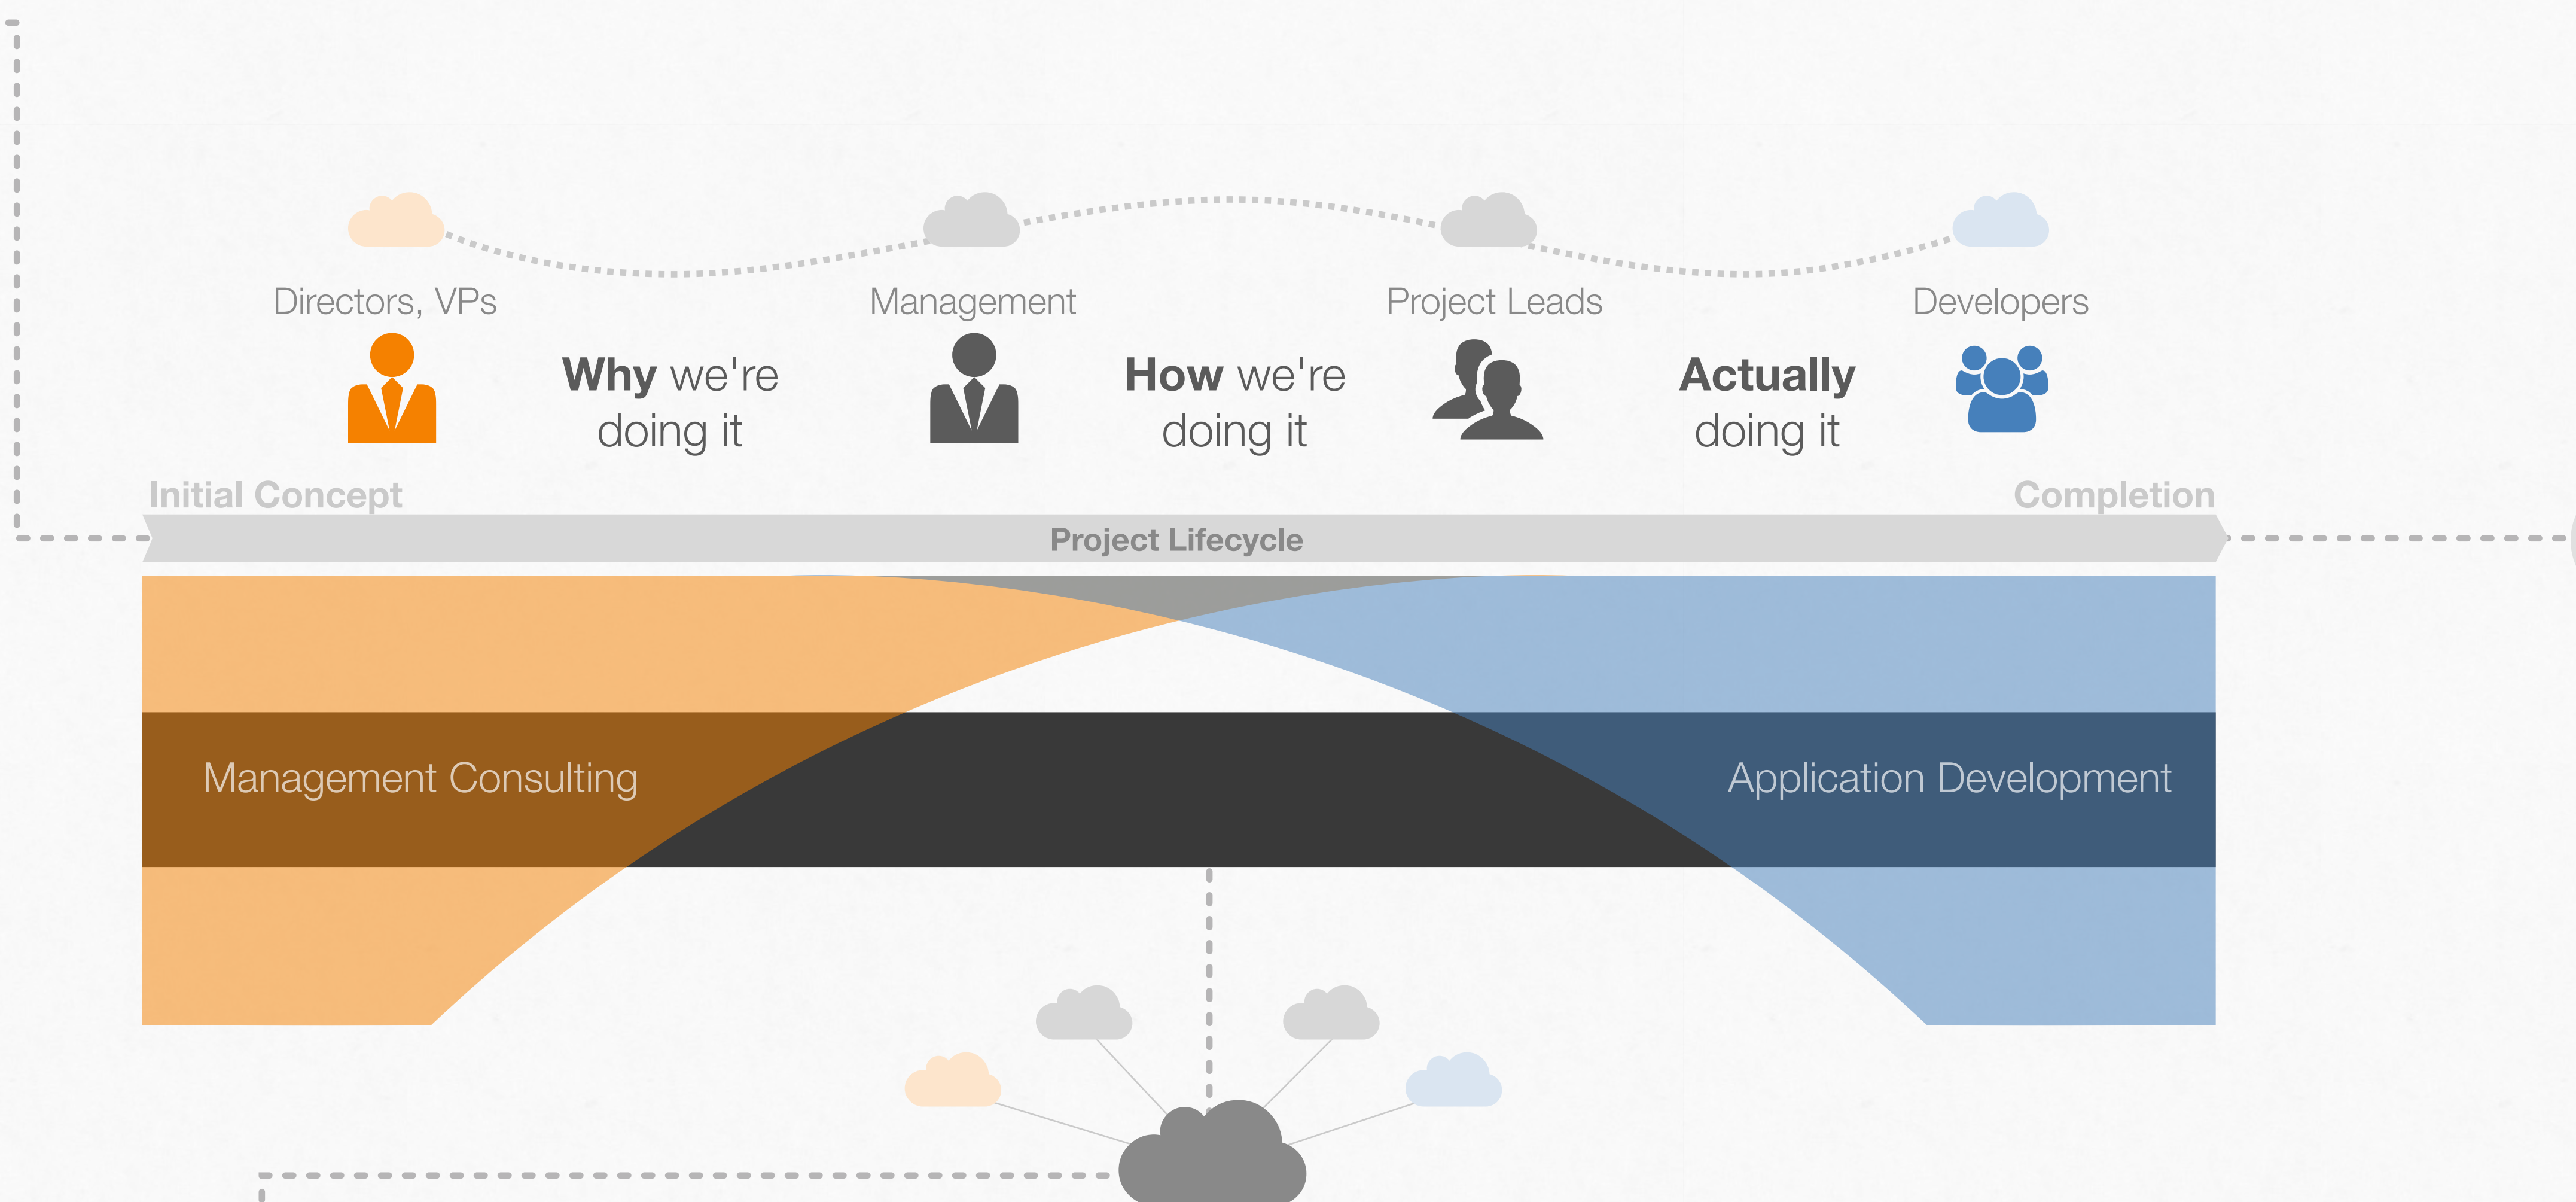 Directors, VPs
Management
Project Leads
Developers
Why we're
doing it
How we're
doing it
Actually
doing it
Initial Concept
Completion
Project Lifecycle
Management Consulting
Application Development